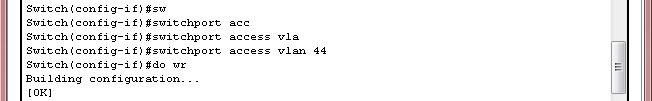 Switch(config-if)#sw
Switch(config-if)#switchport acc
Switch(config-if)#switchport access vla
Switch(config-if)#switchport access vlan 44
Switch(config-if)#do wr
Building configuration...
[OK]